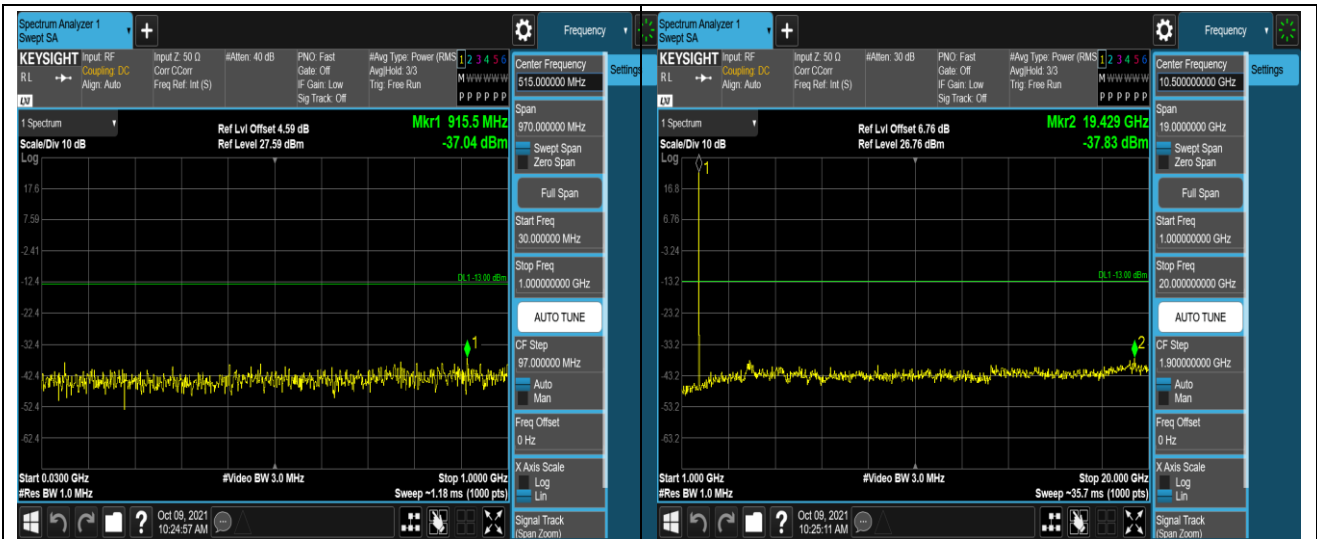 Spectrum Analyzer 1
Swept SA
+
Frequency
KEYSIGHT
RL
LXI
Input: RF
Coupling: DC
Align: Auto
Input Z: 50 Ω
Corr CCorr
Freq Ref: Int (S)
#Atten: 40 dB
PNO: Fast
Gate: Off
IF Gain: Low
Sig Track: Off
#Avg Type: Power (RMS
Avg|Hold: 3/3
Trig: Free Run
1 2 3 4 5 6
M W W W W W
P P P P P P
Center Frequency
515.000000 MHz
Settings
1 Spectrum
Scale/Div 10 dB
Log
Ref Lvl Offset 4.59 dB
Ref Level 27.59 dBm
Mkr1 915.5 MHz
-37.04 dBm
Span
970.000000 MHz
Swept Span
Zero Span
Full Span
Start Freq
30.000000 MHz
Stop Freq
1.000000000 GHz
AUTO TUNE
CF Step
97.000000 MHz
Auto
Man
Freq Offset
0 Hz
X Axis Scale
Log
Lin
Signal Track
(Span Zoom)
17.6
7.59
-2.41
-12.4
-22.4
-32.4
-42.4
-52.4
-62.4
DL1 -13.00 dBm
1
Start 0.0300 GHz
#Res BW 1.0 MHz
#Video BW 3.0 MHz
Stop 1.0000 GHz
Sweep ~1.18 ms (1000 pts)
?
Oct 09, 2021
10:24:57 AM
Spectrum Analyzer 1
Swept SA
+
Frequency
KEYSIGHT
RL
LXI
Input: RF
Coupling: DC
Align: Auto
Input Z: 50 Ω
Corr CCorr
Freq Ref: Int (S)
#Atten: 30 dB
PNO: Fast
Gate: Off
IF Gain: Low
Sig Track: Off
#Avg Type: Power (RMS
Avg|Hold: 3/3
Trig: Free Run
1 2 3 4 5 6
M W W W W W
P P P P P P
Center Frequency
10.500000000 GHz
Settings
1 Spectrum
Scale/Div 10 dB
Log
Ref Lvl Offset 6.76 dB
Ref Level 26.76 dBm
Mkr2 19.429 GHz
-37.83 dBm
Span
19.0000000 GHz
Swept Span
Zero Span
Full Span
Start Freq
1.000000000 GHz
Stop Freq
20.000000000 GHz
AUTO TUNE
CF Step
1.900000000 GHz
Auto
Man
Freq Offset
0 Hz
X Axis Scale
Log
Lin
Signal Track
(Span Zoom)
1
16.8
6.76
-3.24
-13.2
-23.2
-33.2
-43.2
-53.2
-63.2
DL1 -13.00 dBm
2
Start 1.000 GHz
#Res BW 1.0 MHz
#Video BW 3.0 MHz
Stop 20.000 GHz
Sweep ~35.7 ms (1000 pts)
?
Oct 09, 2021
10:25:11 AM